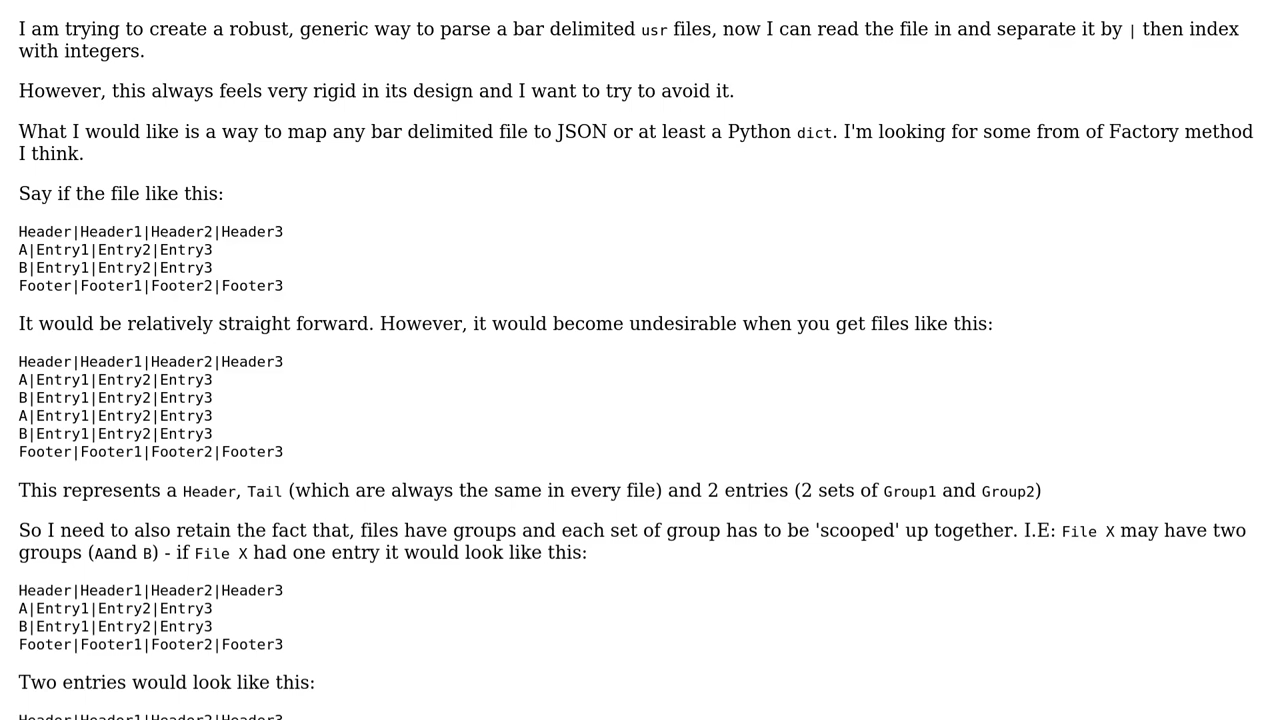 I am trying to create a robust, generic way to parse a bar delimited usr files, now I can read the file in and separate it by | then index
with integers.
However, this always feels very rigid in its design and I want to try to avoid it.
What I would like is a way to map any bar delimited file to JSON or at least a Python dict. I'm looking for some from of Factory method
I think.
Say if the file like this:
Header|Header1|Header2|Header3
A|Entry1|Entry2|Entry3
B|Entry1|Entry2|Entry3
Footer|Footer1|Footer2|Footer3
It would be relatively straight forward. However, it would become undesirable when you get files like this:
Header|Header1|Header2|Header3
A|Entry1|Entry2|Entry3
B|Entry1|Entry2|Entry3
A|Entry1|Entry2|Entry3
B|Entry1|Entry2|Entry3
Footer|Footer1|Footer2|Footer3
This represents a Header, Tail (which are always the same in every file) and 2 entries (2 sets of Group1 and Group2)
So I need to also retain the fact that, files have groups and each set of group has to be 'scooped' up together. I.E: File X may have two
groups (Aand B) - if File X had one entry it would look like this:
Header|Header1|Header2|Header3
A|Entry1|Entry2|Entry3
B|Entry1|Entry2|Entry3
Footer|Footer1|Footer2|Footer3
Two entries would look like this:
Header|Header1|Header2|Header3